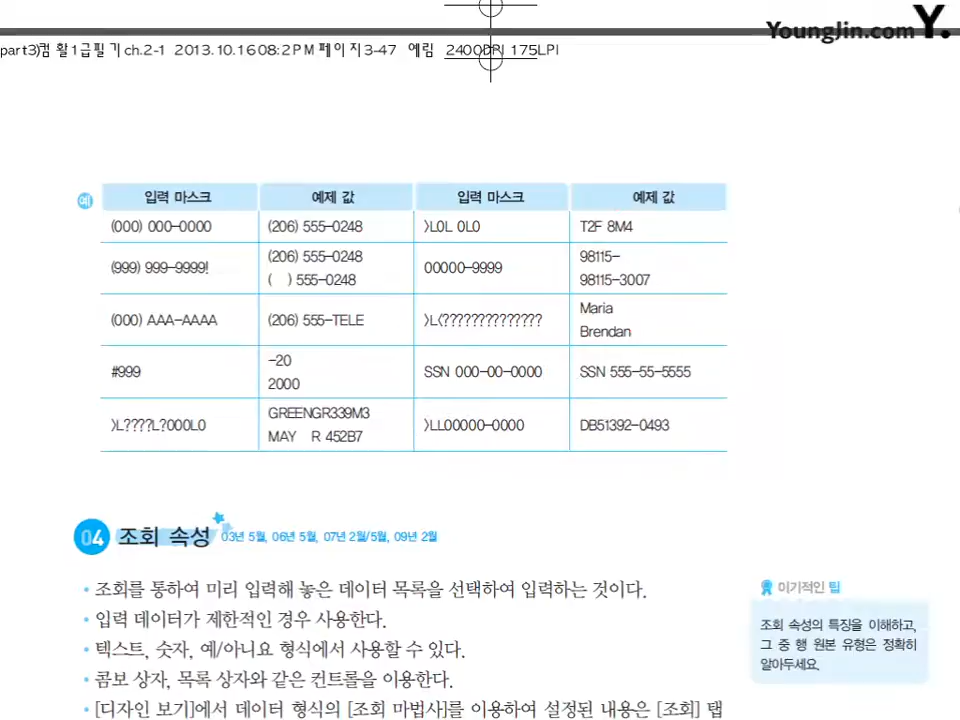 YoungJin.com Y.
part3)컴 활1급필 기ch.2-1 2013.10.1608:2PM페이지3-47 예림 2400DPI 175LPI
예
입력 마스크 예제 값 입력 마스크 예제 값
(000) 000-0000 (206) 555-0248 >L0L 0L0 T2F 8M4
(999) 999-9999! (206) 555-0248 00000-9999 98115-
( ) 555-0248 98115-3007
(000) AAA-AAAA (206) 555-TELE >L<?????????????? Maria
Brendan
#999 -20 SSN 000-00-0000 SSN 555-55-5555
2000
>L????L?000L0 GREENGR339M3 >LL00000-0000 DB51392-0493
MAY R 452B7
04 조회 속성 03년 5월, 06년 5월, 07년 2월/5월, 09년 2월
• 조회를 통하여 미리 입력해 놓은 데이터 목록을 선택하여 입력하는 것이다.
• 입력 데이터가 제한적인 경우 사용한다.
• 텍스트, 숫자, 예/아니요 형식에서 사용할 수 있다.
• 콤보 상자, 목록 상자와 같은 컨트롤을 이용한다.
• [디자인 보기]에서 데이터 형식의 [조회 마법사]를 이용하여 설정된 내용은 [조회] 탭
이기적인 팁
조회 속성의 특징을 이해하고,
그 중 행 원본 유형은 정확히
알아두세요.